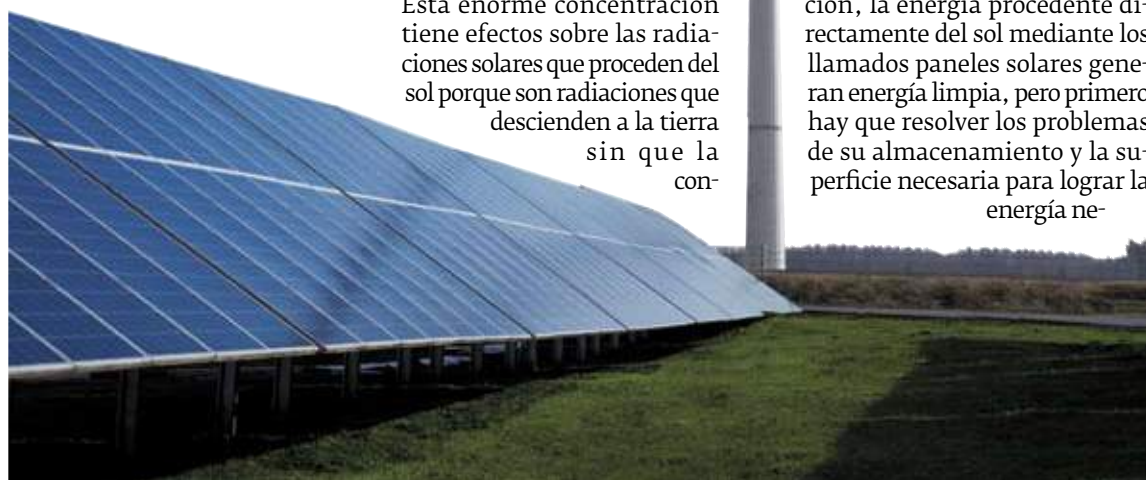 Esta enorme concentración
tiene efectos sobre las radia-
ciones solares que proceden del
sol porque son radiaciones que
descienden a la tierra
sin que la
con-
ción, la energía procedente di-
rectamente del sol mediante los
llamados paneles solares gene-
ran energía limpia, pero primero
hay que resolver los problemas
de su almacenamiento y la su-
perficie necesaria para lograr la
energía ne-